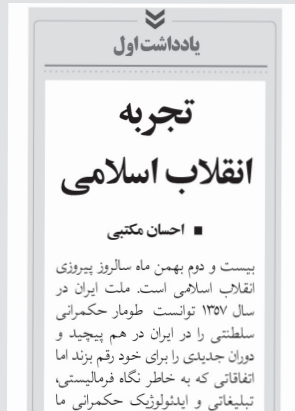 یادداشت اول
تجربه
انقلاب اسلامی
■ احسان مکتبی
بیست و دوم بهمن ماه سالروز پیروزی
انقلاب اسلامی است. ملت ایران در
سال ۱۳۵۷ توانست طومار حکمرانی
سلطنتی را در ایران در هم پیچید و
دوران جدیدی را برای خود رقم بزند اما
اتفاقاتی که به خاطر نگاه فرمالیستی،
تبلیغاتی و ایدئولوژیک حکمرانی ما